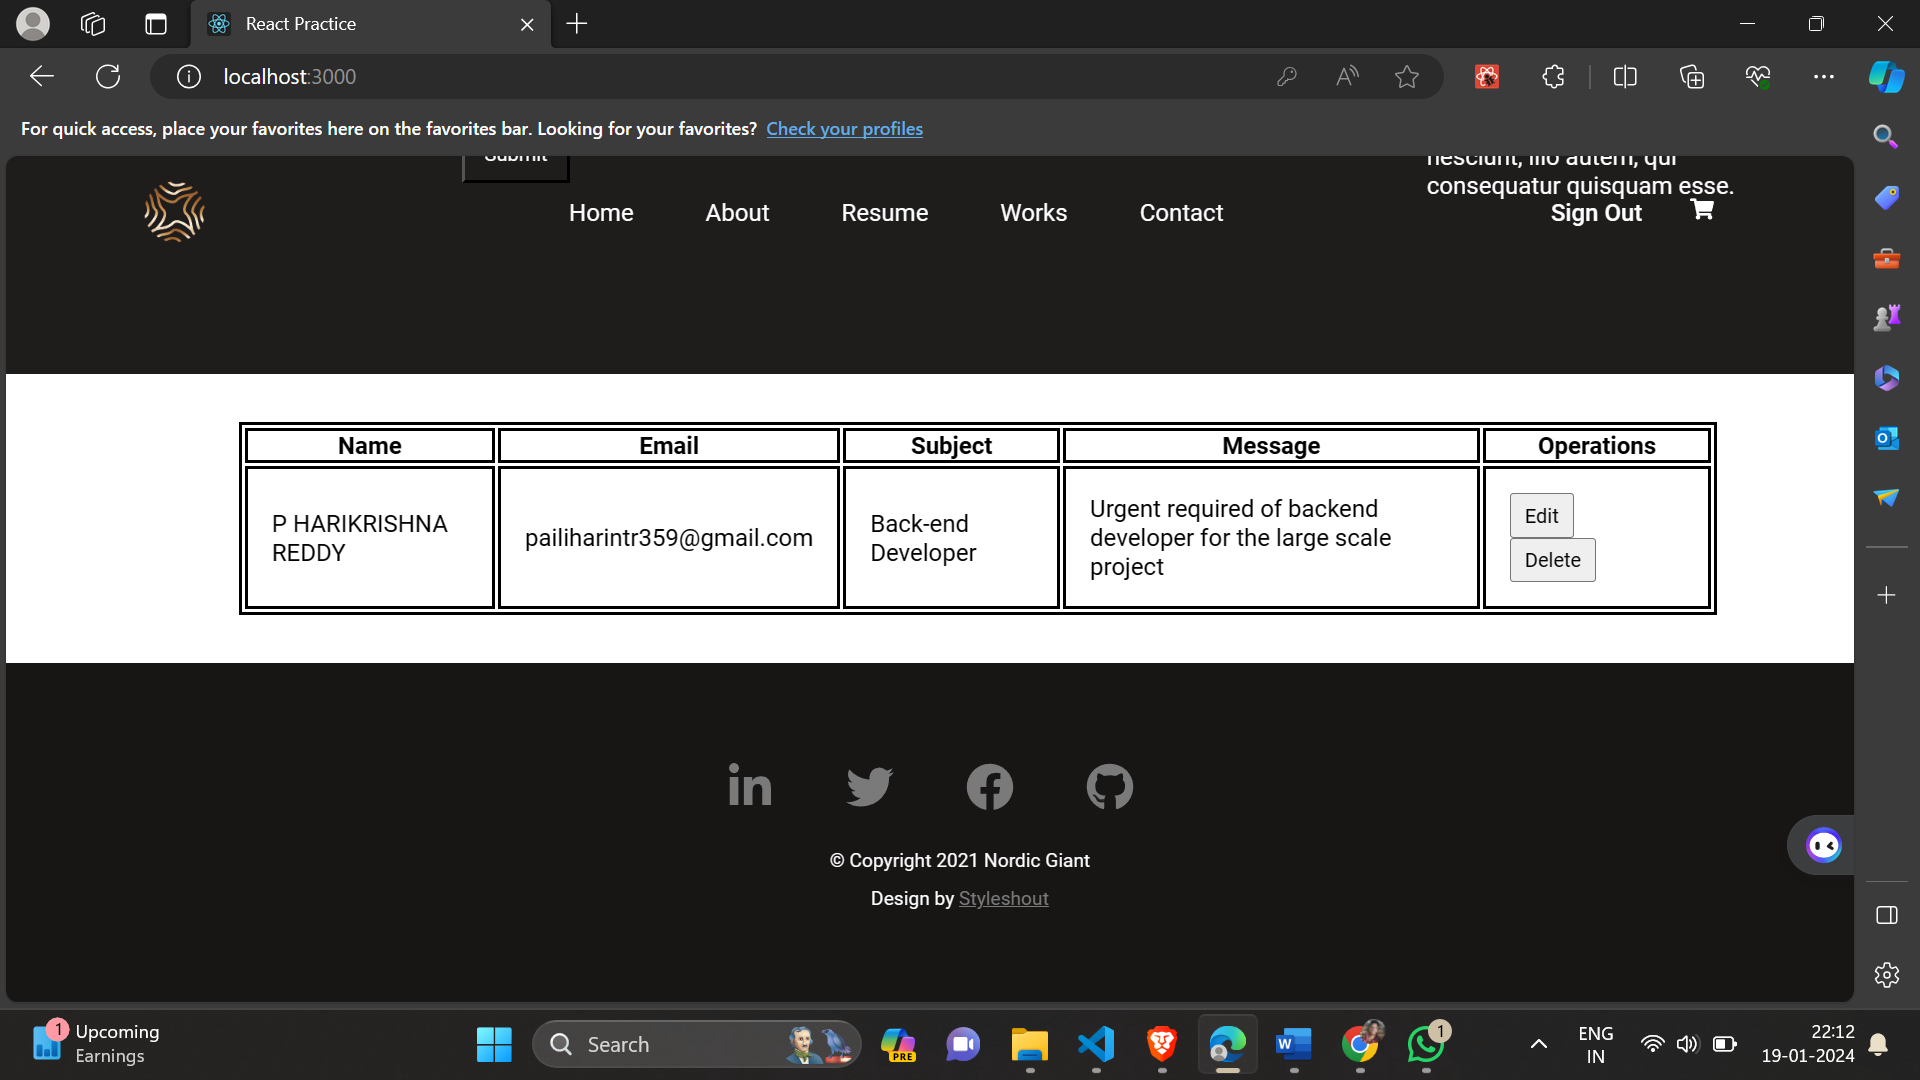 React Practice
localhost:3000
For quick access, place your favorites here on the favorites bar. Looking for your favorites? Check your profiles
Submit
nesciunt, illo autem, qui
consequatur quisquam esse.
Home About Resume Works Contact Sign Out
Name Email Subject Message Operations
P HARIKRISHNA
REDDY
pailiharintr359@gmail.com
Back-end
Developer
Urgent required of backend
developer for the large scale
project
Edit
Delete
in
© Copyright 2021 Nordic Giant
Design by Styleshout
1
Upcoming
Earnings
Search
PRE
W
1
ENG
IN
22:12
19-01-2024